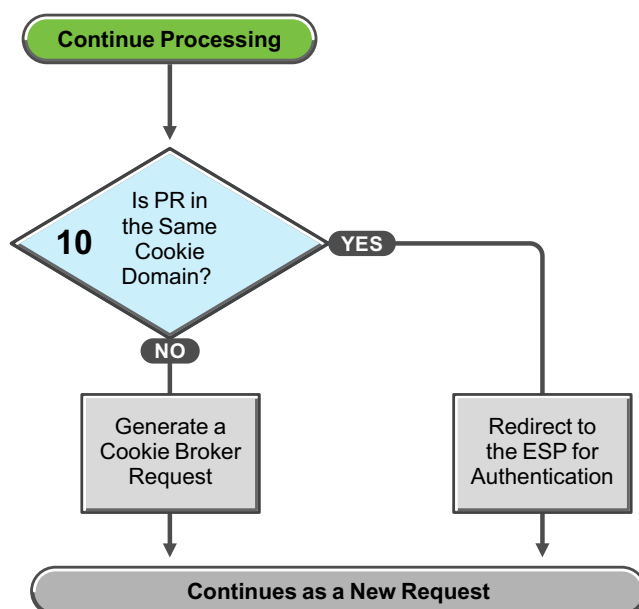 Continue Processing
Is PR in
the Same
10
Cookie
Domain?
YES
NO
Generate a
Cookie Broker
Request
Redirect to
the ESP for
Authentication
Continues as a New Request